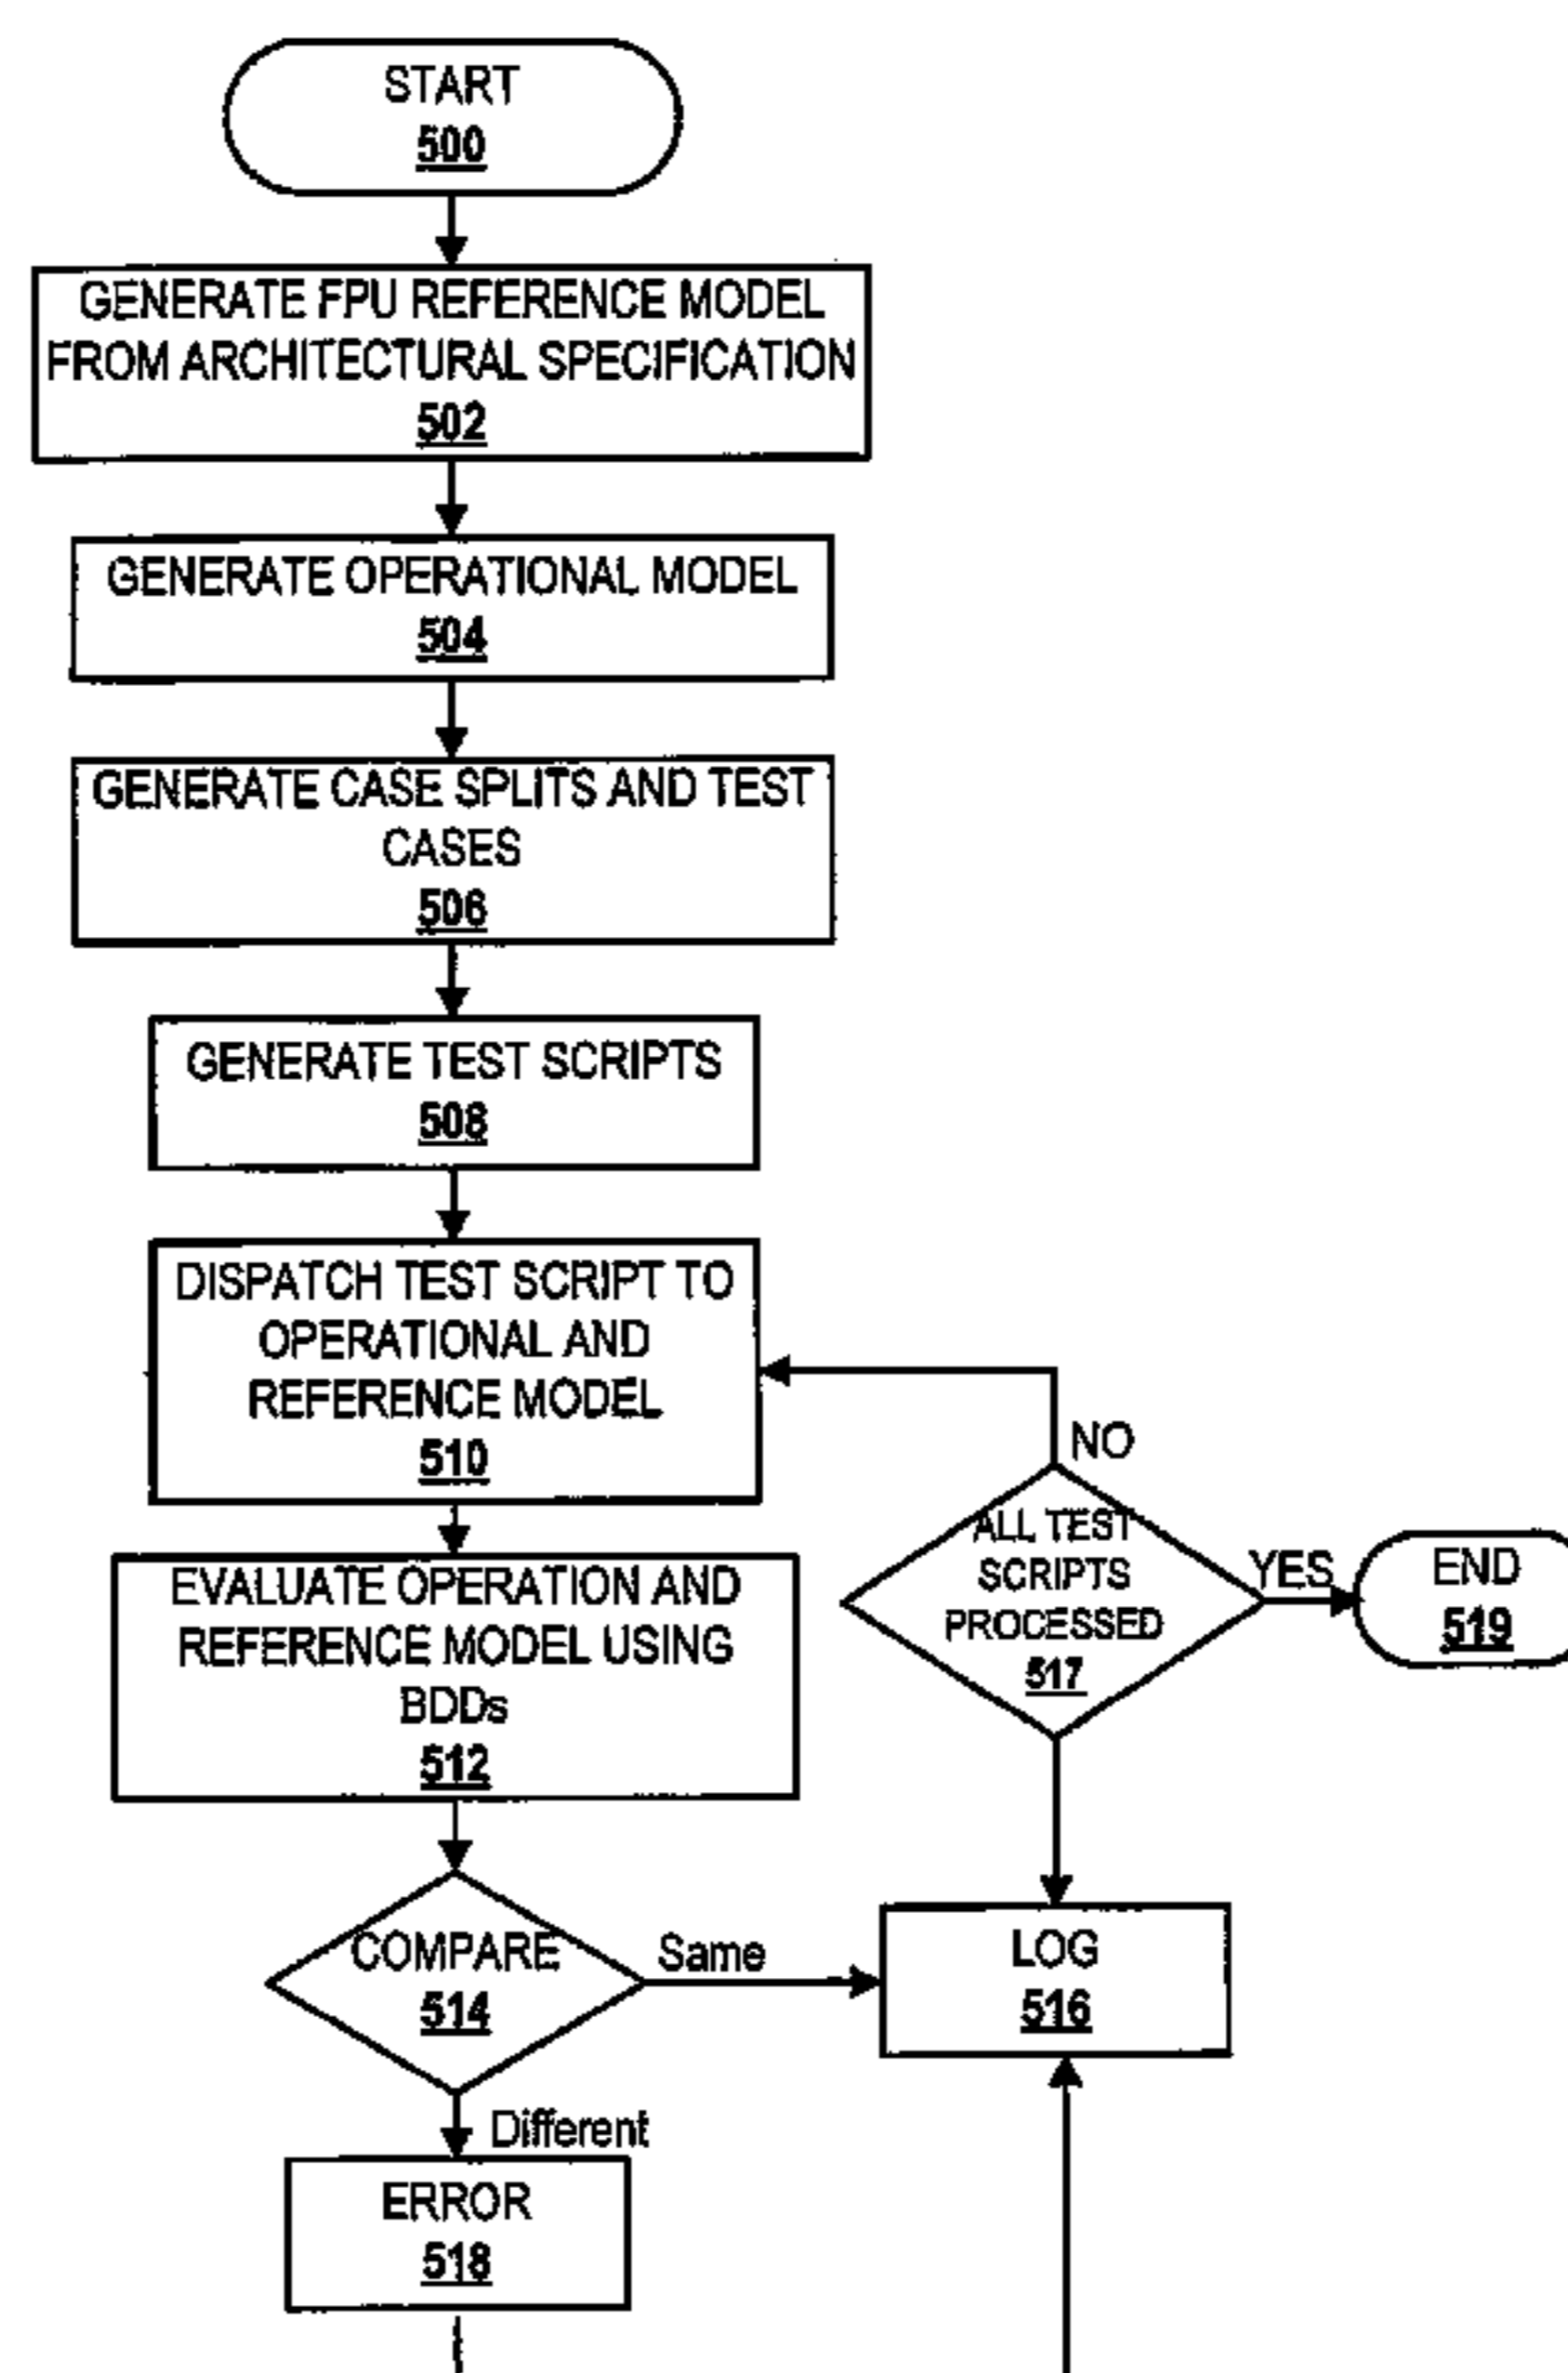 START
500
GENERATE FPU REFERENCE MODEL
FROM ARCHITECTURAL SPECIFICATION
502
GENERATE OPERATIONAL MODEL
504
GENERATE CASE SPLITS AND TEST
CASES
506
GENERATE TEST SCRIPTS
508
DISPATCH TEST SCRIPT TO
OPERATIONAL AND
REFERENCE MODEL
510
NO
ALL TEST
SCRIPTS
PROCESSED
517
YES
END
519
EVALUATE OPERATION AND
REFERENCE MODEL USING
BDDs
512
COMPARE
514
Same
LOG
516
Different
ERROR
518